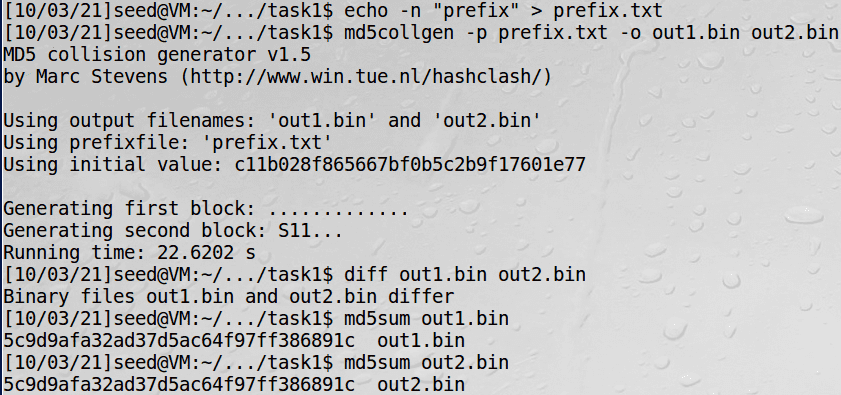 [10/03/21]seed@VM:~/.../task1$ echo -n "prefix" > prefix.txt
[10/03/21]seed@VM:~/.../task1$ md5collgen -p prefix.txt -o out1.bin out2.bin
MD5 collision generator v1.5
by Marc Stevens (http://www.win.tue.nl/hashclash/)

Using output filenames: 'out1.bin' and 'out2.bin'
Using prefixfile: 'prefix.txt'
Using initial value: c11b028f865667bf0b5c2b9f17601e77

Generating first block: .............
Generating second block: S11...
Running time: 22.6202 s
[10/03/21]seed@VM:~/.../task1$ diff out1.bin out2.bin
Binary files out1.bin and out2.bin differ
[10/03/21]seed@VM:~/.../task1$ md5sum out1.bin
5c9d9afa32ad37d5ac64f97ff386891c  out1.bin
[10/03/21]seed@VM:~/.../task1$ md5sum out2.bin
5c9d9afa32ad37d5ac64f97ff386891c  out2.bin